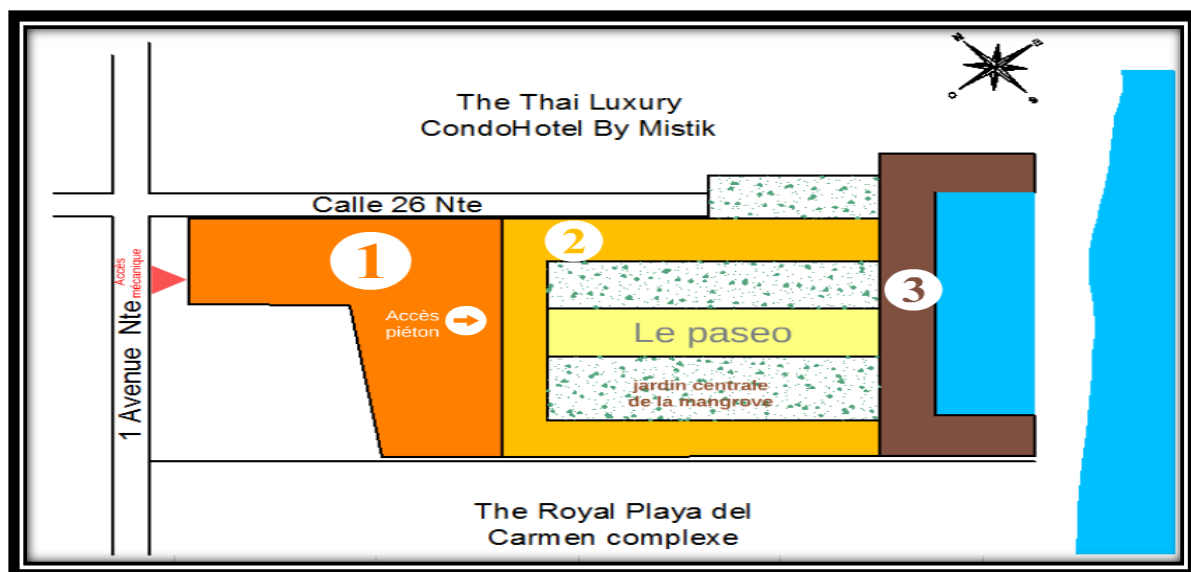 The Thai Luxury
CondoHotel By Mistik
N
E
O
S
Calle 26 Nte
1 Avenue Nte
Accès
mécanique
1
2
3
Accès
piéton
Le paseo
jardin centrale
de la mangrove
The Royal Playa del
Carmen complexe